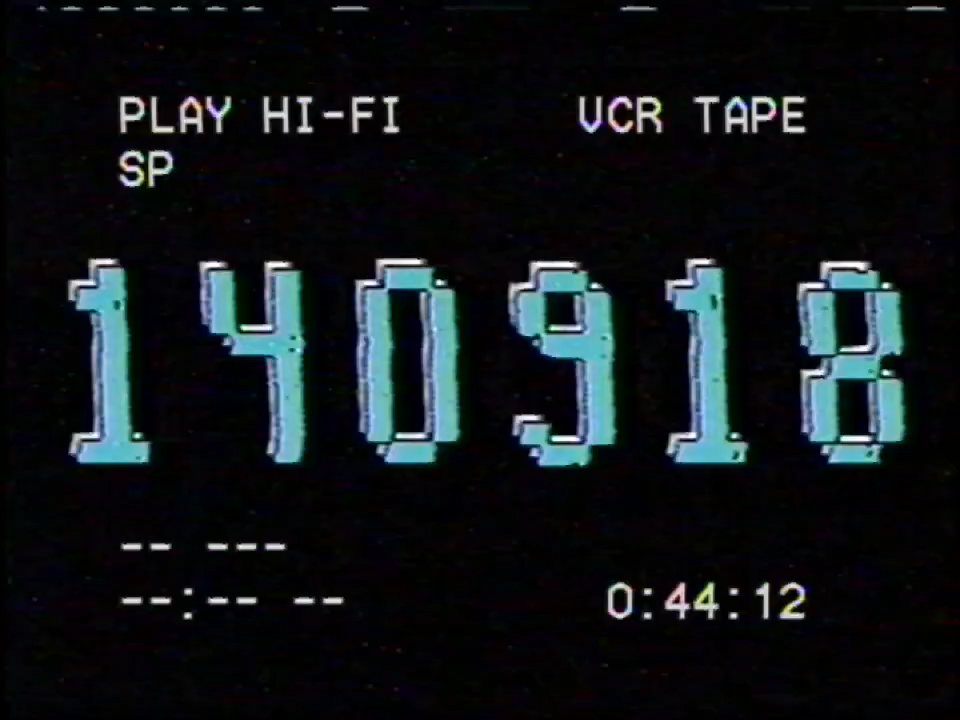 PLAY HI-FI VCR TAPE
SP
140918
-- ---
--:-- -- 0:44:12